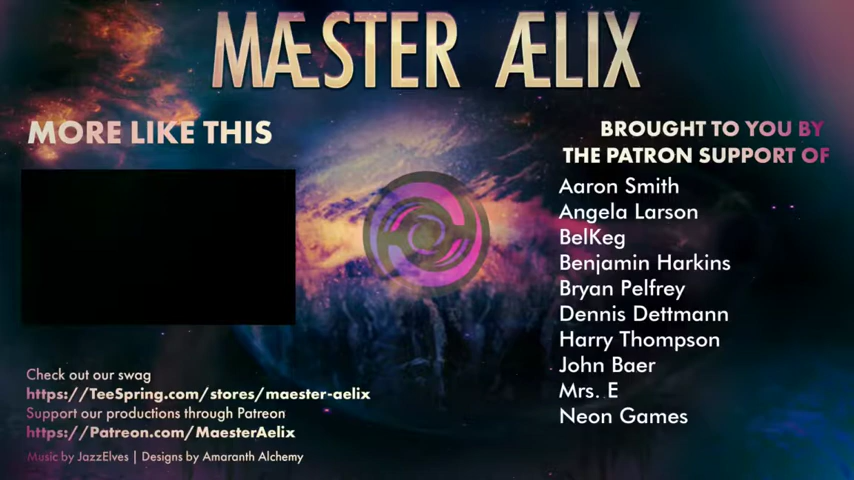 MÆSTER ÆLIX
MORE LIKE THIS
BROUGHT TO YOU BY
THE PATRON SUPPORT OF
Aaron Smith
Angela Larson
BelKeg
Benjamin Harkins
Bryan Pelfrey
Dennis Dettmann
Harry Thompson
John Baer
Mrs. E
Neon Games
Check out our swag
https://TeeSpring.com/stores/maester-aelix
Support our productions through Patreon
https://Patreon.com/MaesterAelix
Music by JazzElves | Designs by Amaranth Alchemy